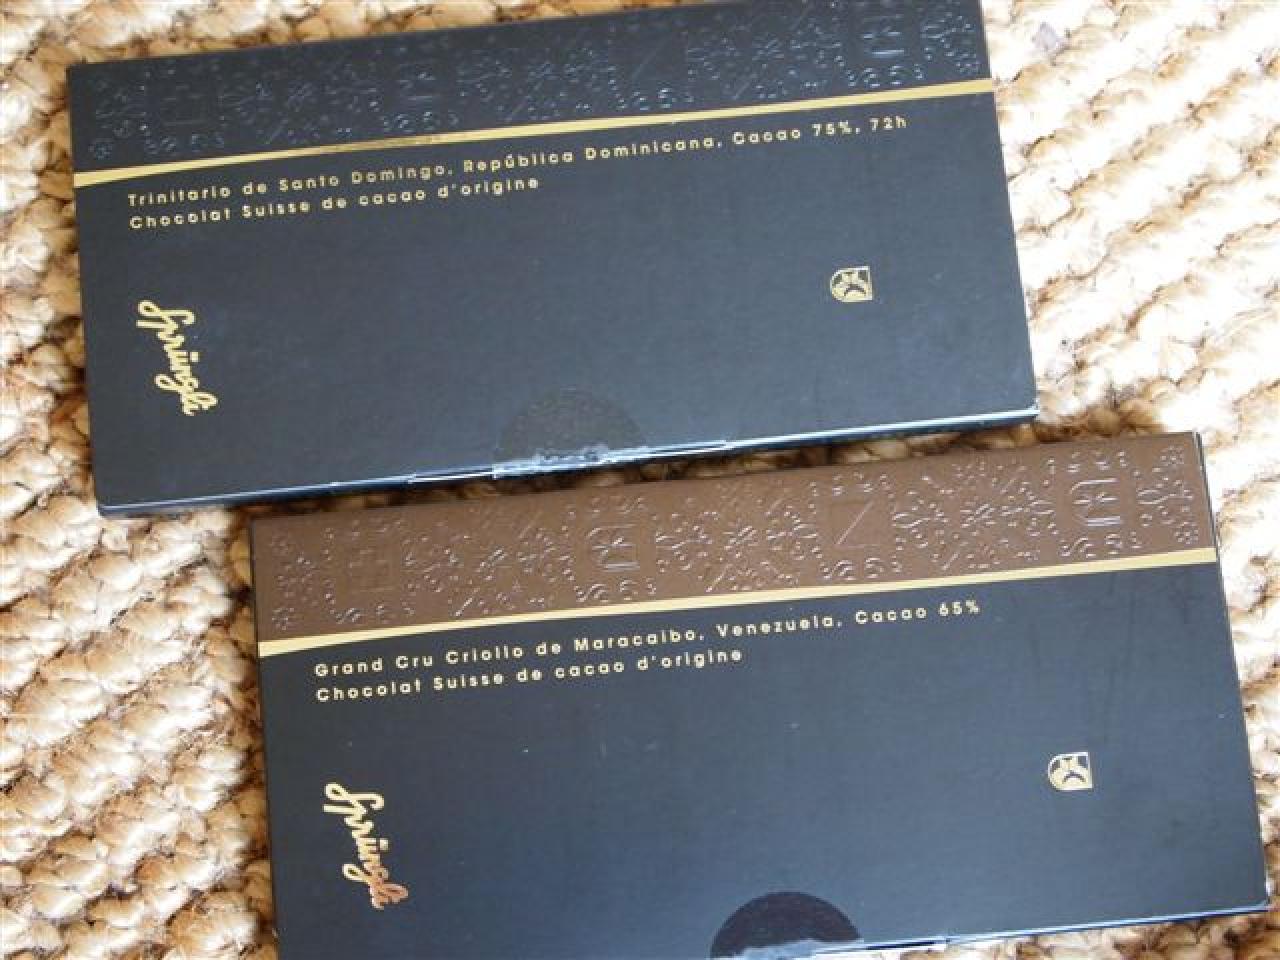 Trinitario de Santo Domingo, República Dominicana, Cacao 75%, 72h
Chocolat Suisse de cacao d'origine
Sprüngli
Grand Cru Criollo de Maracaibo, Venezuela, Cacao 65%
Chocolat Suisse de cacao d'origine
Sprüngli